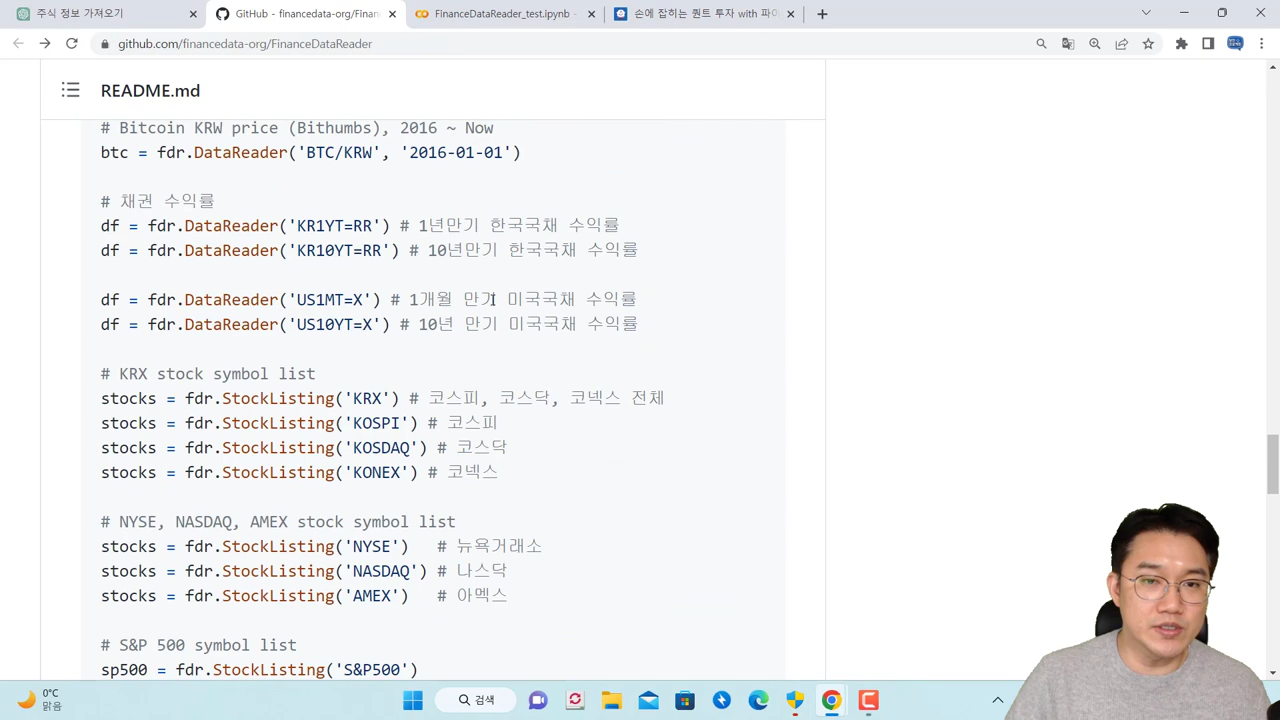 주식 정보 가져오기
GitHub - financedata-org/Finan
FinanceDataReader_test.ipynb -
손에 잡히는 퀀트 투자 with 파이
github.com/financedata-org/FinanceDataReader
README.md
# Bitcoin KRW price (Bithumbs), 2016 ~ Now
btc = fdr.DataReader('BTC/KRW', '2016-01-01')
# 채권 수익률
df = fdr.DataReader('KR1YT=RR') # 1년만기 한국국채 수익률
df = fdr.DataReader('KR10YT=RR') # 10년만기 한국국채 수익률
df = fdr.DataReader('US1MT=X') # 1개월 만기 미국국채 수익률
df = fdr.DataReader('US10YT=X') # 10년 만기 미국국채 수익률
# KRX stock symbol list
stocks = fdr.StockListing('KRX') # 코스피, 코스닥, 코넥스 전체
stocks = fdr.StockListing('KOSPI') # 코스피
stocks = fdr.StockListing('KOSDAQ') # 코스닥
stocks = fdr.StockListing('KONEX') # 코넥스
# NYSE, NASDAQ, AMEX stock symbol list
stocks = fdr.StockListing('NYSE')   # 뉴욕거래소
stocks = fdr.StockListing('NASDAQ') # 나스닥
stocks = fdr.StockListing('AMEX')   # 아멕스
# S&P 500 symbol list
sp500 = fdr.StockListing('S&P500')
0°C
맑음
검색